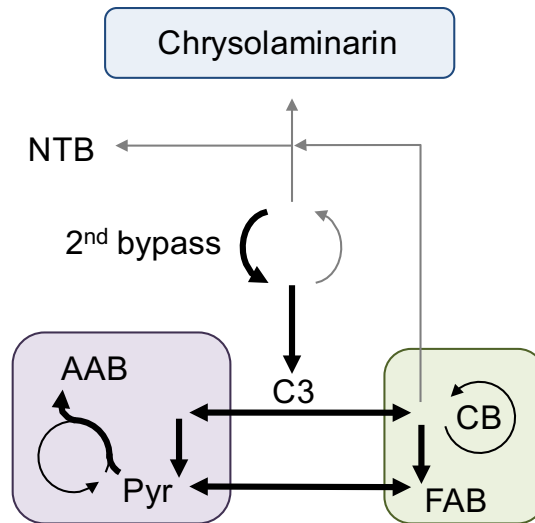 Chrysolaminarin
NTB
2nd bypass
AAB
C3
CB
Pyr
FAB